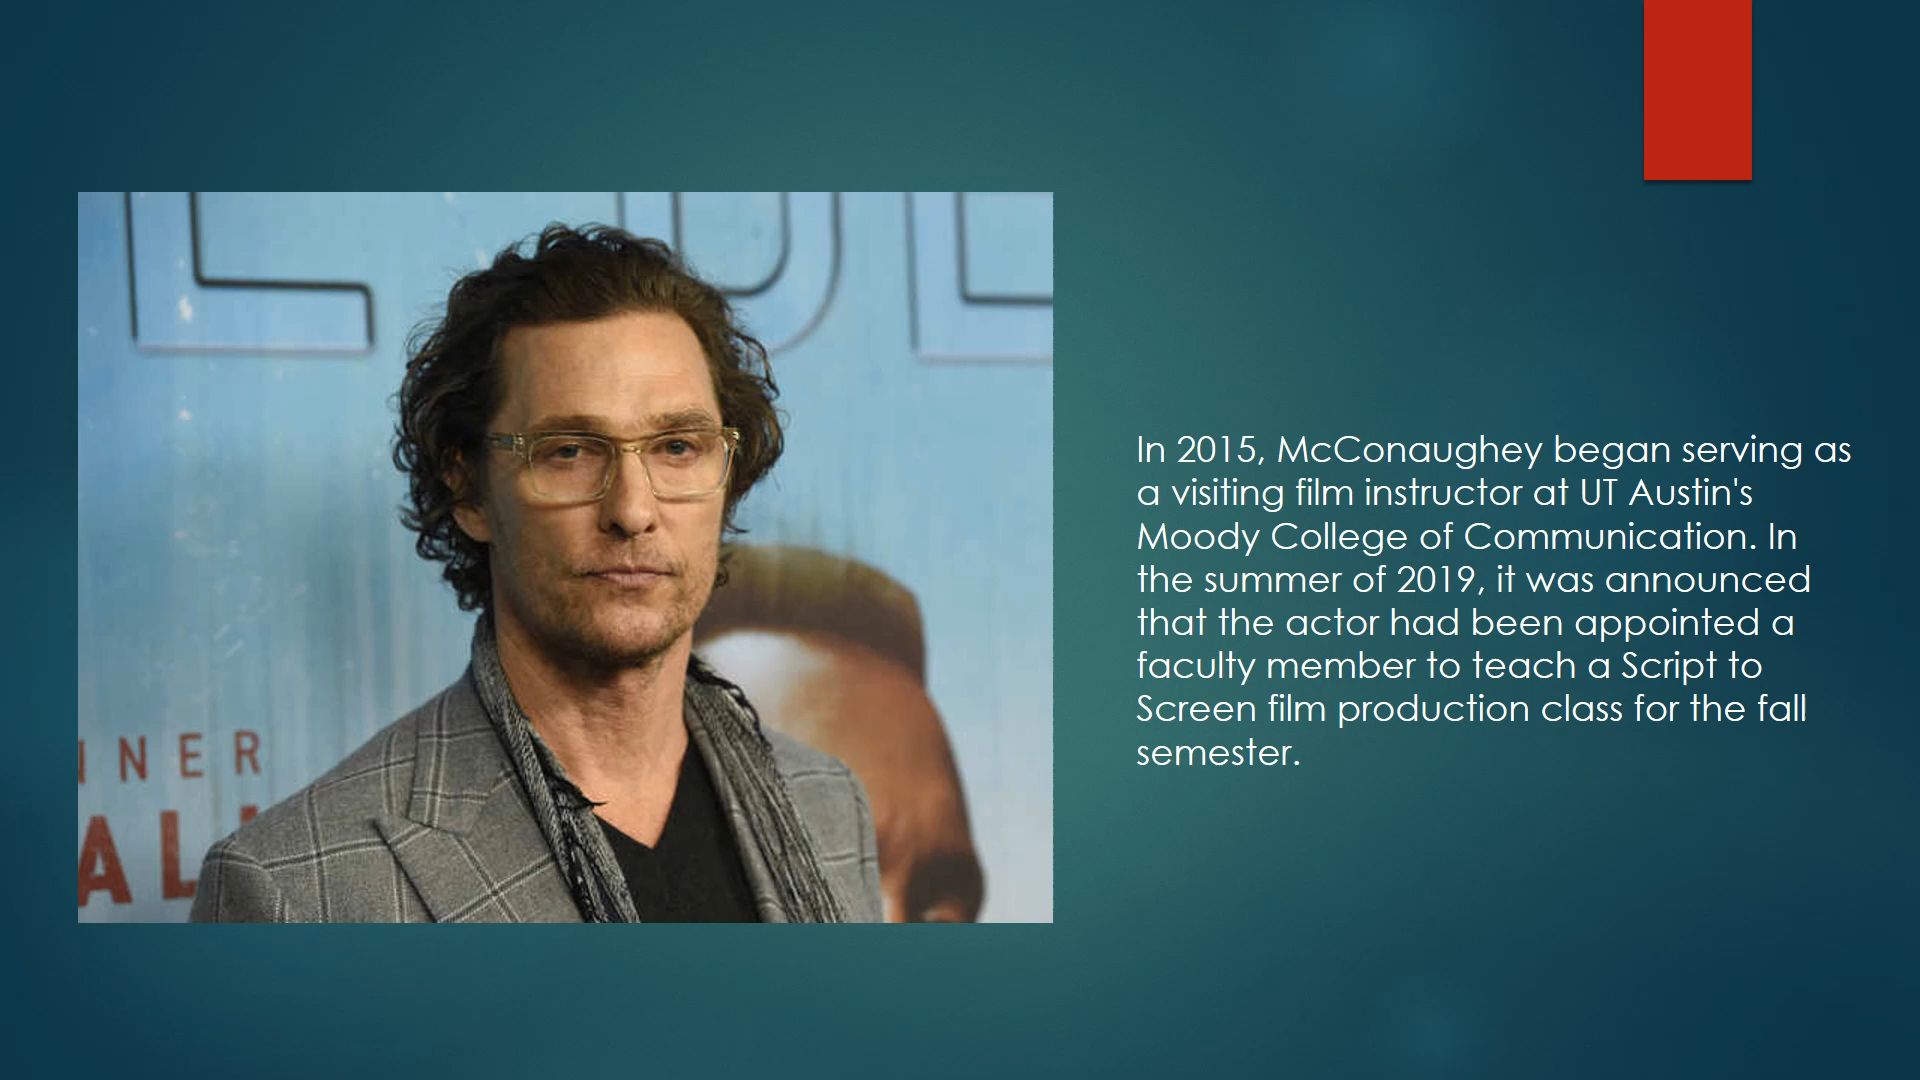 NNER
AL
In 2015, McConaughey began serving as
a visiting film instructor at UT Austin's
Moody College of Communication. In
the summer of 2019, it was announced
that the actor had been appointed a
faculty member to teach a Script to
Screen film production class for the fall
semester.